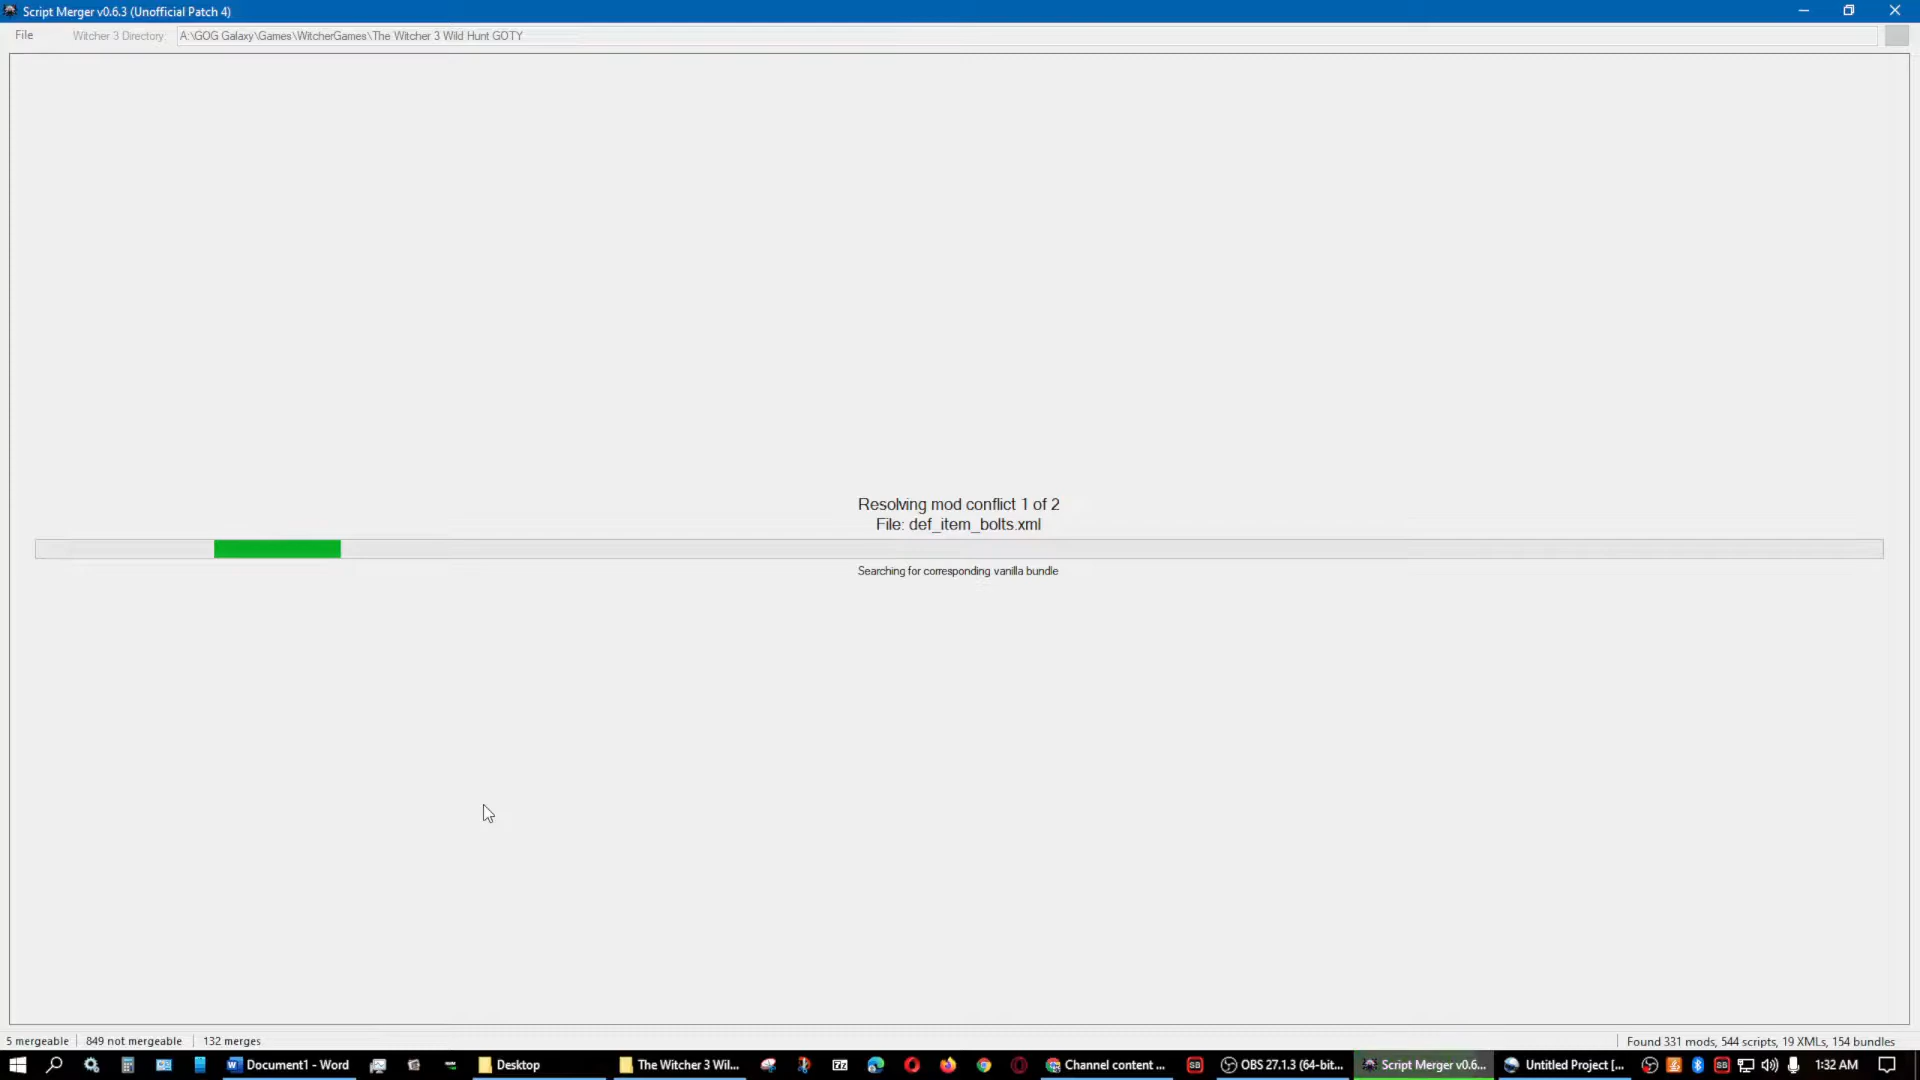 Script Merger v0.6.3 (Unofficial Patch 4)
File
Witcher 3 Directory:
A:\GOG Galaxy\Games\WitcherGames\The Witcher 3 Wild Hunt GOTY
Resolving mod conflict 1 of 2
File: def_item_bolts.xml
Searching for corresponding vanilla bundle
5 mergeable
849 not mergeable
132 merges
Found 331 mods, 544 scripts, 19 XMLs, 154 bundles
Document1 - Word
Desktop
The Witcher 3 Wil...
7z
Channel content ...
SB
OBS 27.1.3 (64-bit...
Script Merger v0.6...
Untitled Project [...
SB
1:32 AM